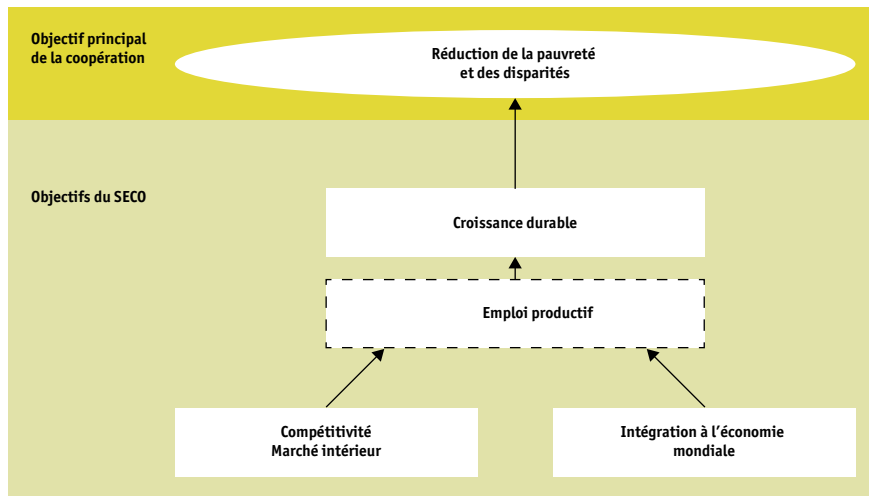 Objectif principal
de la coopération
Réduction de la pauvreté
et des disparités
Objectifs du SECO
Croissance durable
Emploi productif
Compétitivité
Marché intérieur
Intégration à l'économie
mondiale